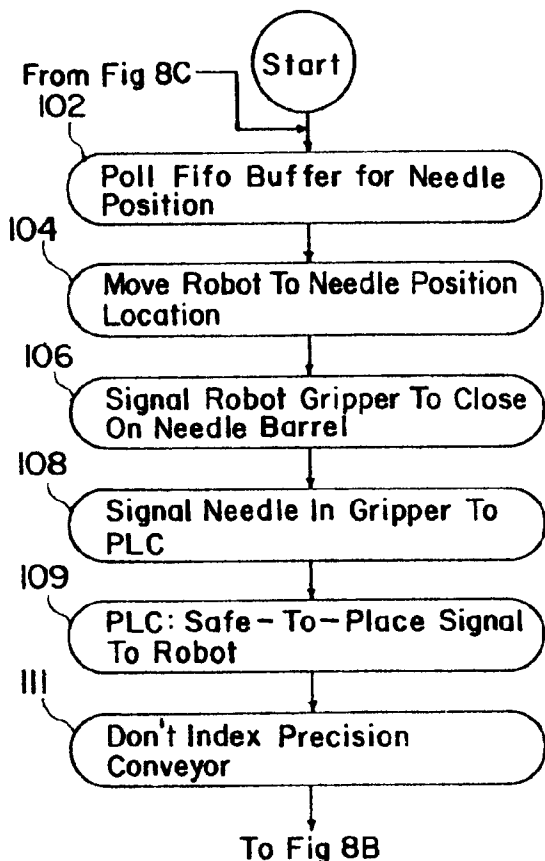 Start
From Fig 8C
102
Poll Fifo Buffer for Needle
Position
104
Move Robot To Needle Position
Location
106
Signal Robot Gripper To Close
On Needle Barrel
108
Signal Needle In Gripper To
PLC
109
PLC: Safe-To-Place Signal
To Robot
111
Don't Index Precision
Conveyor
To Fig 8B